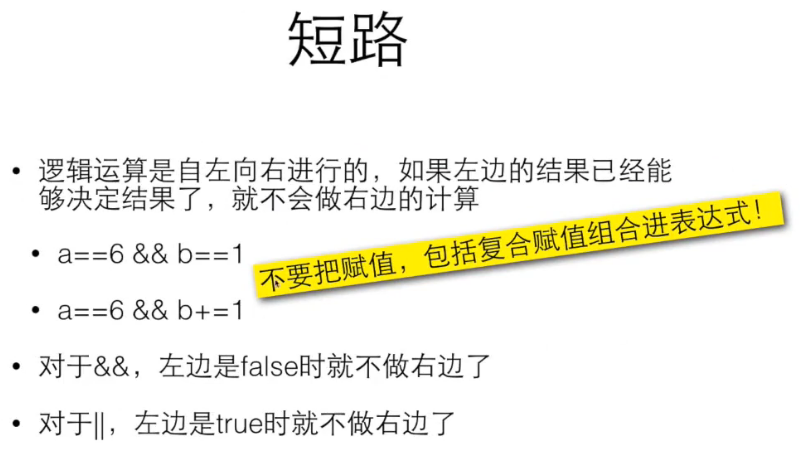 短路
• 逻辑运算是自左向右进行的，如果左边的结果已经能
够决定结果了，就不会做右边的计算
• a==6 && b==1
不要把赋值，包括复合赋值组合进表达式！
• a==6 && b+=1
• 对于&&，左边是false时就不做右边了
• 对于||，左边是true时就不做右边了